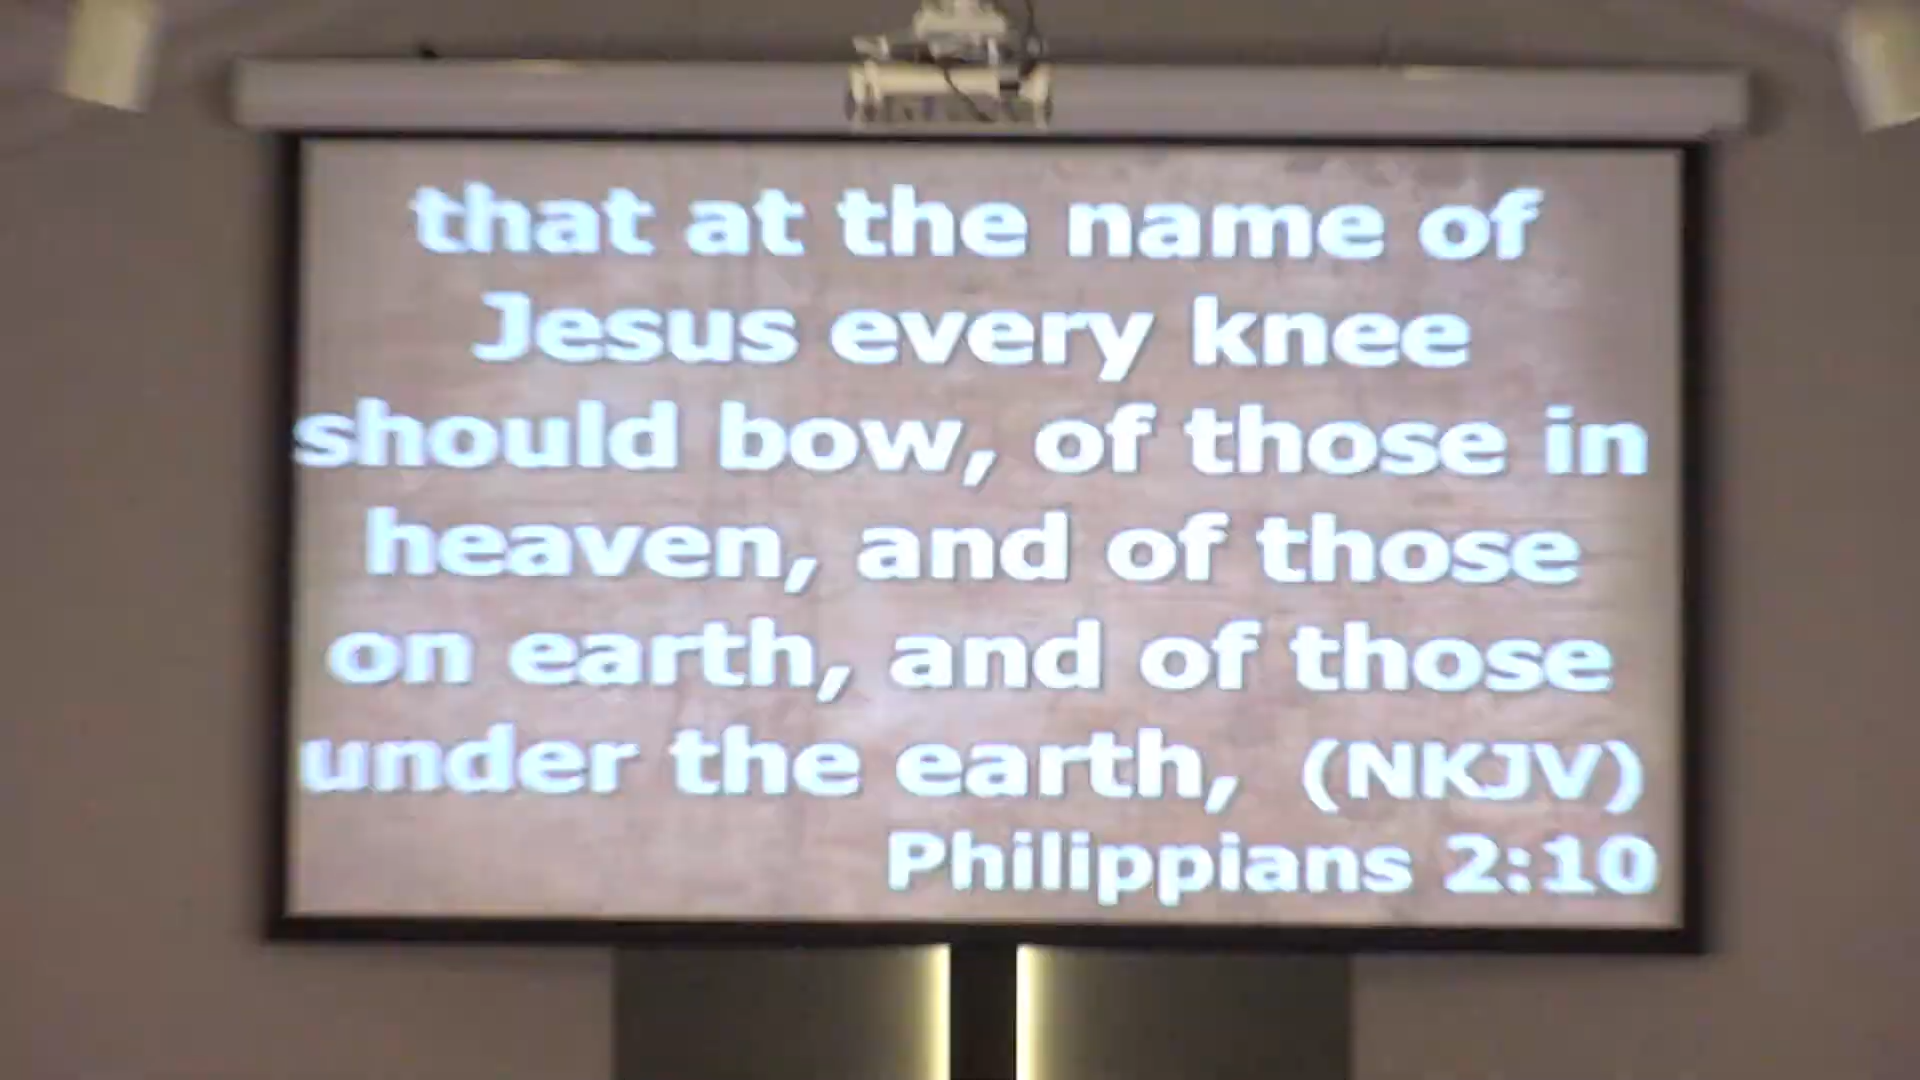 that at the name of
Jesus every knee
should bow, of those in
heaven, and of those
on earth, and of those
under the earth, (NKJV)
Philippians 2:10